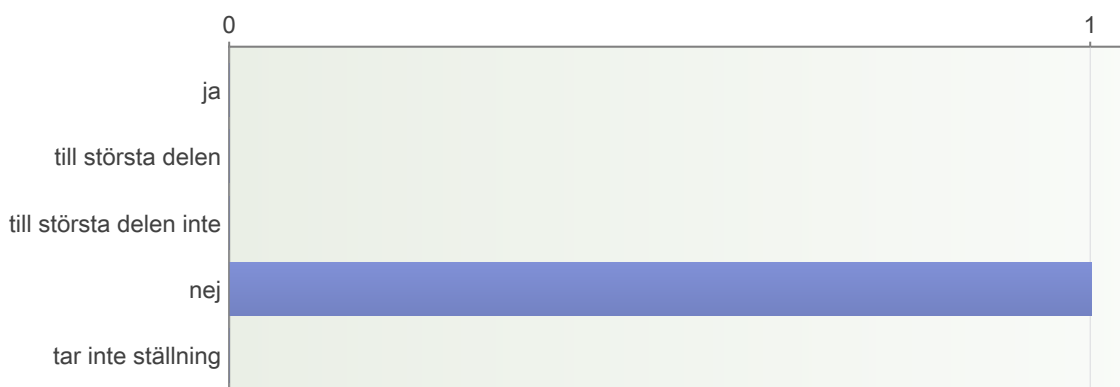 0 1
ja
till största delen
till största delen inte
nej
tar inte ställning